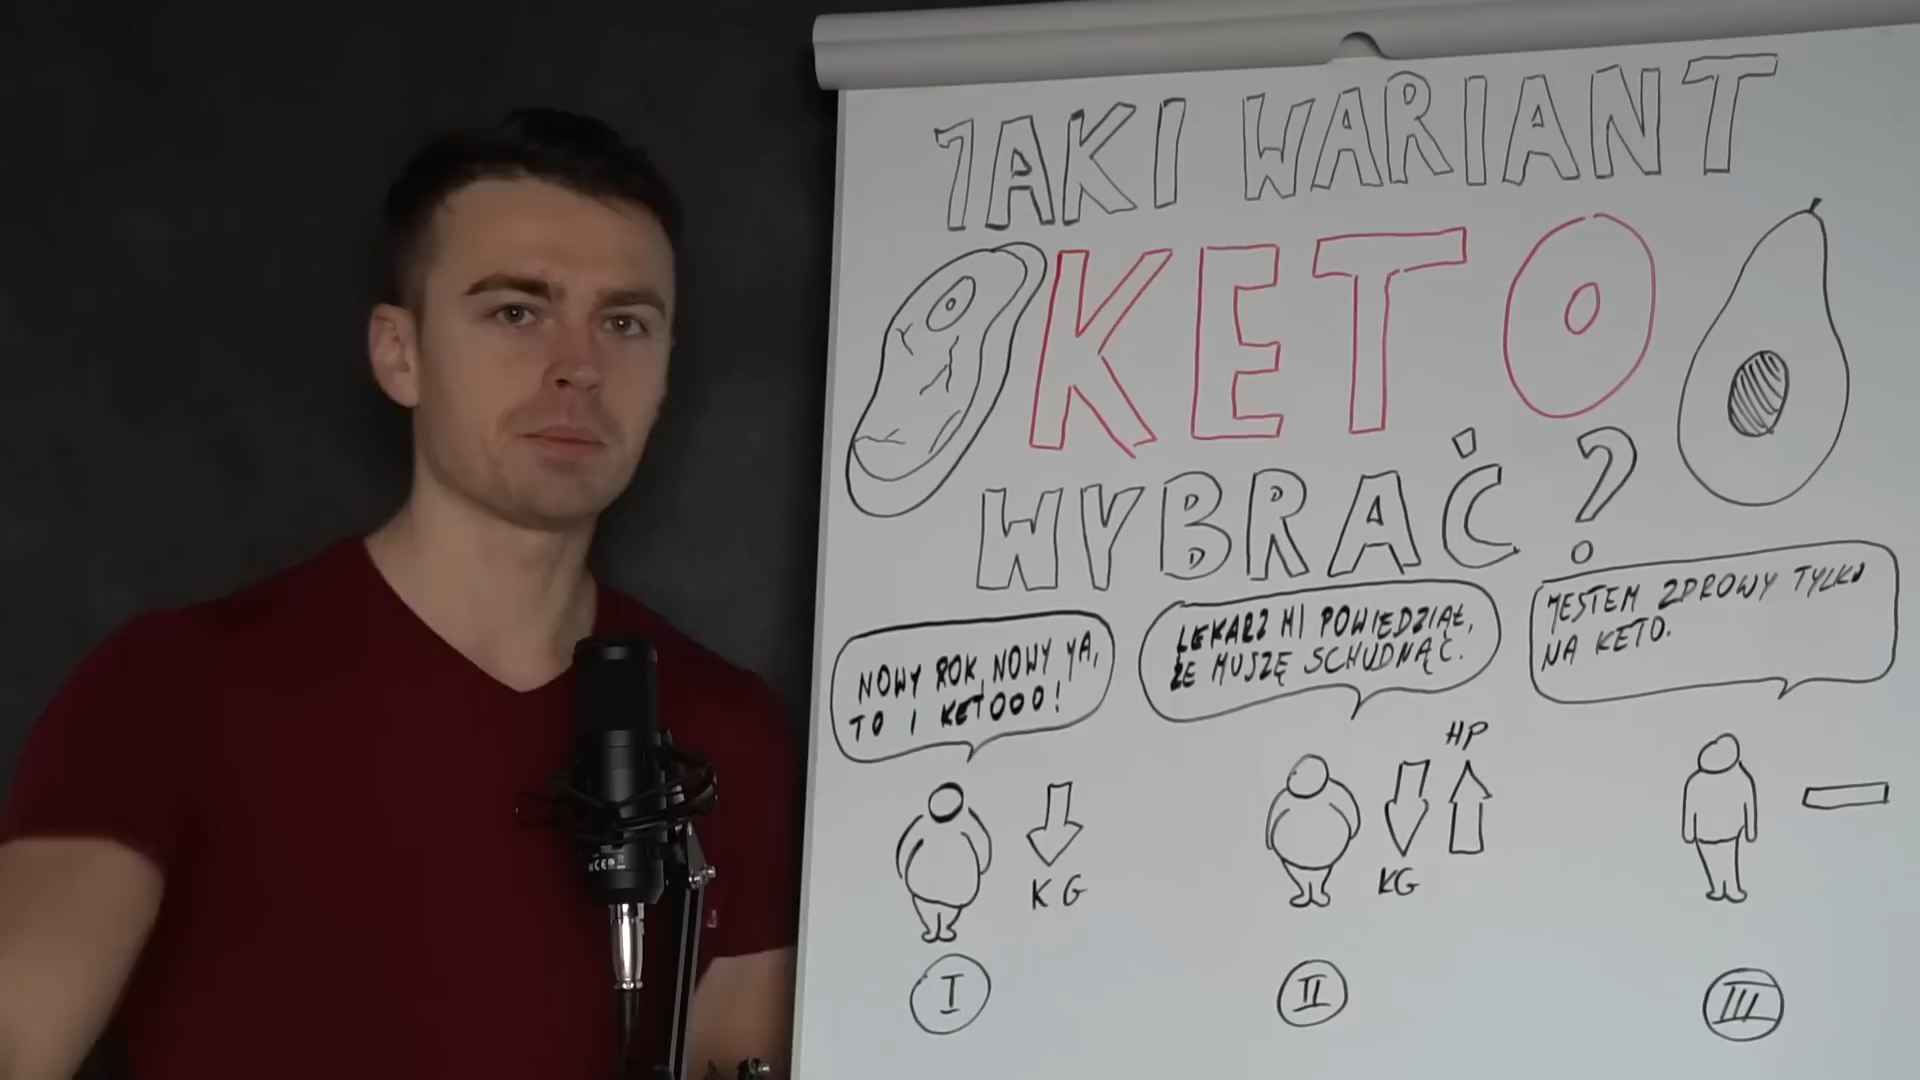 JAKI WARIANT
KETO
WYBRAĆ?
NOWY ROK, NOWY YA,
TO I KETOOO!
LEKARZ MI POWIEDZIAŁ,
ŻE MUSZĘ SCHUDNĄĆ.
JESTEM ZDROWY TYLKO
NA KETO.
KG
HP
KG
I
II
III